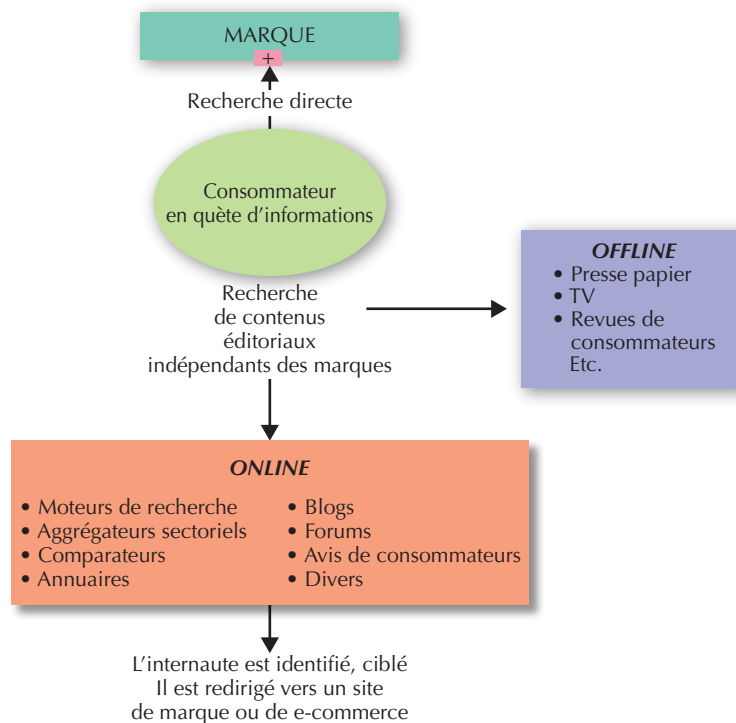 MARQUE
+
Recherche directe
Consommateur
en quète d’informations
OFFLINE
• Presse papier
• TV
• Revues de
consommateurs
Etc.
Recherche
de contenus
éditoriaux
indépendants des marques
ONLINE
• Moteurs de recherche
• Aggrégateurs sectoriels
• Comparateurs
• Annuaires
• Blogs
• Forums
• Avis de consommateurs
• Divers
L’internaute est identifié, ciblé
Il est redirigé vers un site
de marque ou de e-commerce